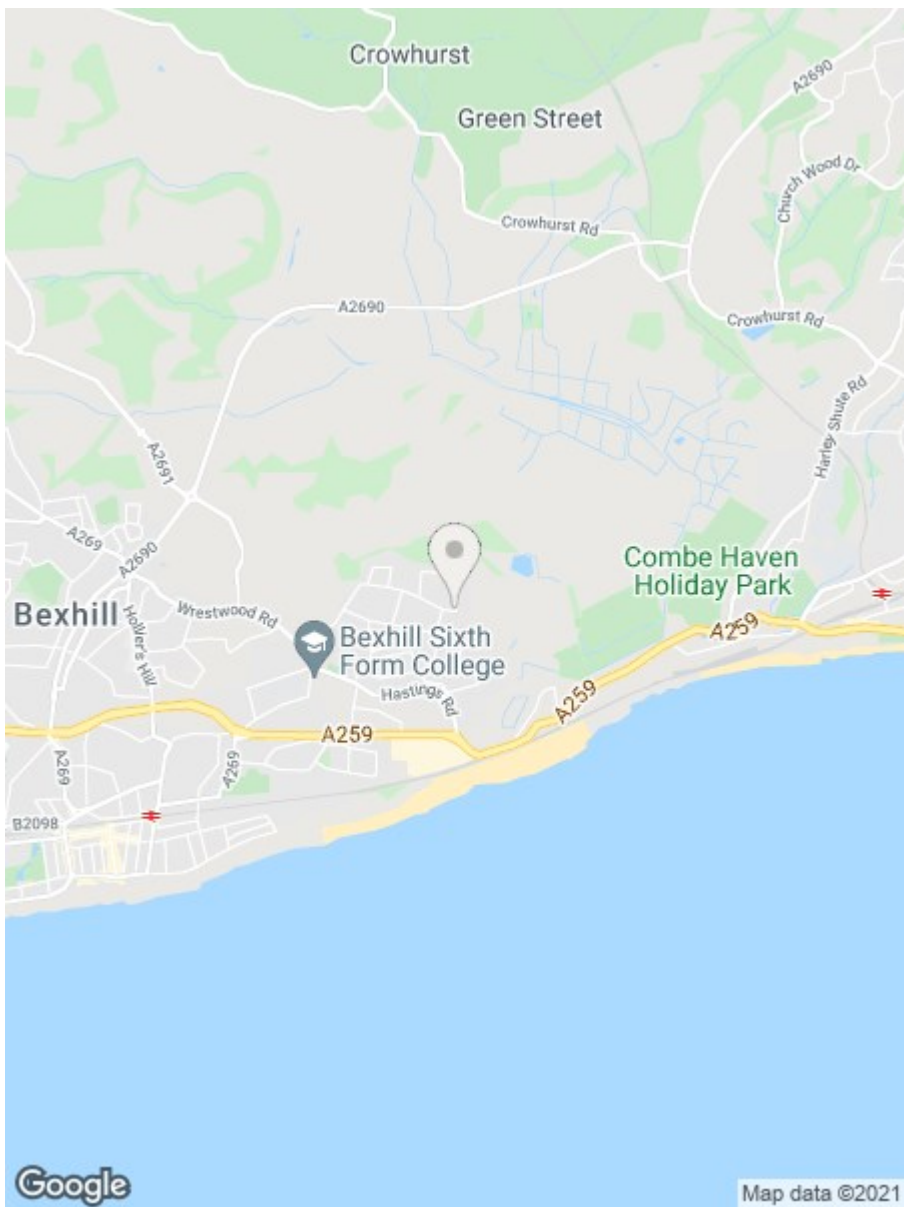 Crowhurst
Green Street
A2690
Church Wood Dr
Crowhurst Rd
A2690
Crowhurst Rd
Harley Shute Rd
A2691
A269
A2690
Combe Haven
Holiday Park
Bexhill
Wrestwood Rd
Hollier's Hill
Bexhill Sixth
Form College
A259
Hastings Rd
A259
A259
A269
A269
B2098
Google
Map data ©2021